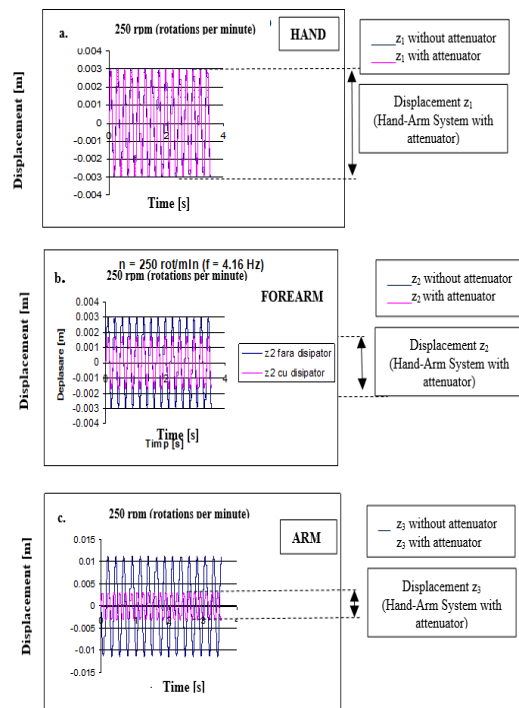 a.
250 rpm (rotations per minute)
HAND
Displacement [m]
0.004
0.003
0.002
0.001
0
-0.001
-0.002
-0.003
-0.004
0
2
4
Time [s]
z1 without attenuator
z1 with attenuator
Displacement z1
(Hand-Arm System with
attenuator)
n = 250 rot/min (f = 4.16 Hz)
b.
250 rpm (rotations per minute)
FOREARM
Displacement [m]
Deplasare [m]
0.004
0.003
0.002
0.001
0
-0.001
-0.002
-0.003
-0.004
0
2
4
z2 fara disipator
z2 cu disipator
Time [s]
Timp [s]
z2 without attenuator
z2 with attenuator
Displacement z2
(Hand-Arm System with
attenuator)
c.
250 rpm (rotations per minute)
ARM
Displacement [m]
0.015
0.01
0.005
0
-0.005
-0.01
-0.015
Time [s]
z3 without attenuator
z3 with attenuator
Displacement z3
(Hand-Arm System with
attenuator)